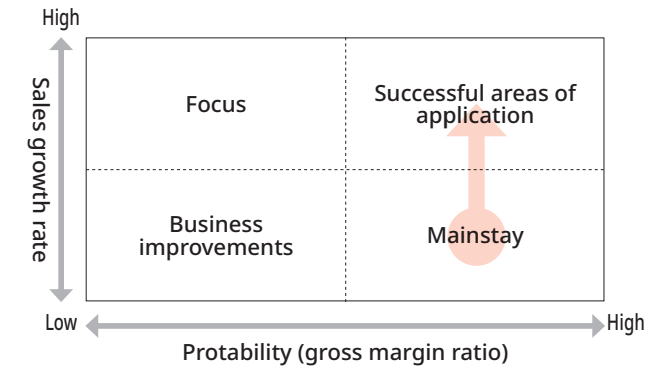 High
Sales growth rate
Focus
Successful areas of
application
Business
improvements
Mainstay
Low
High
Protability (gross margin ratio)